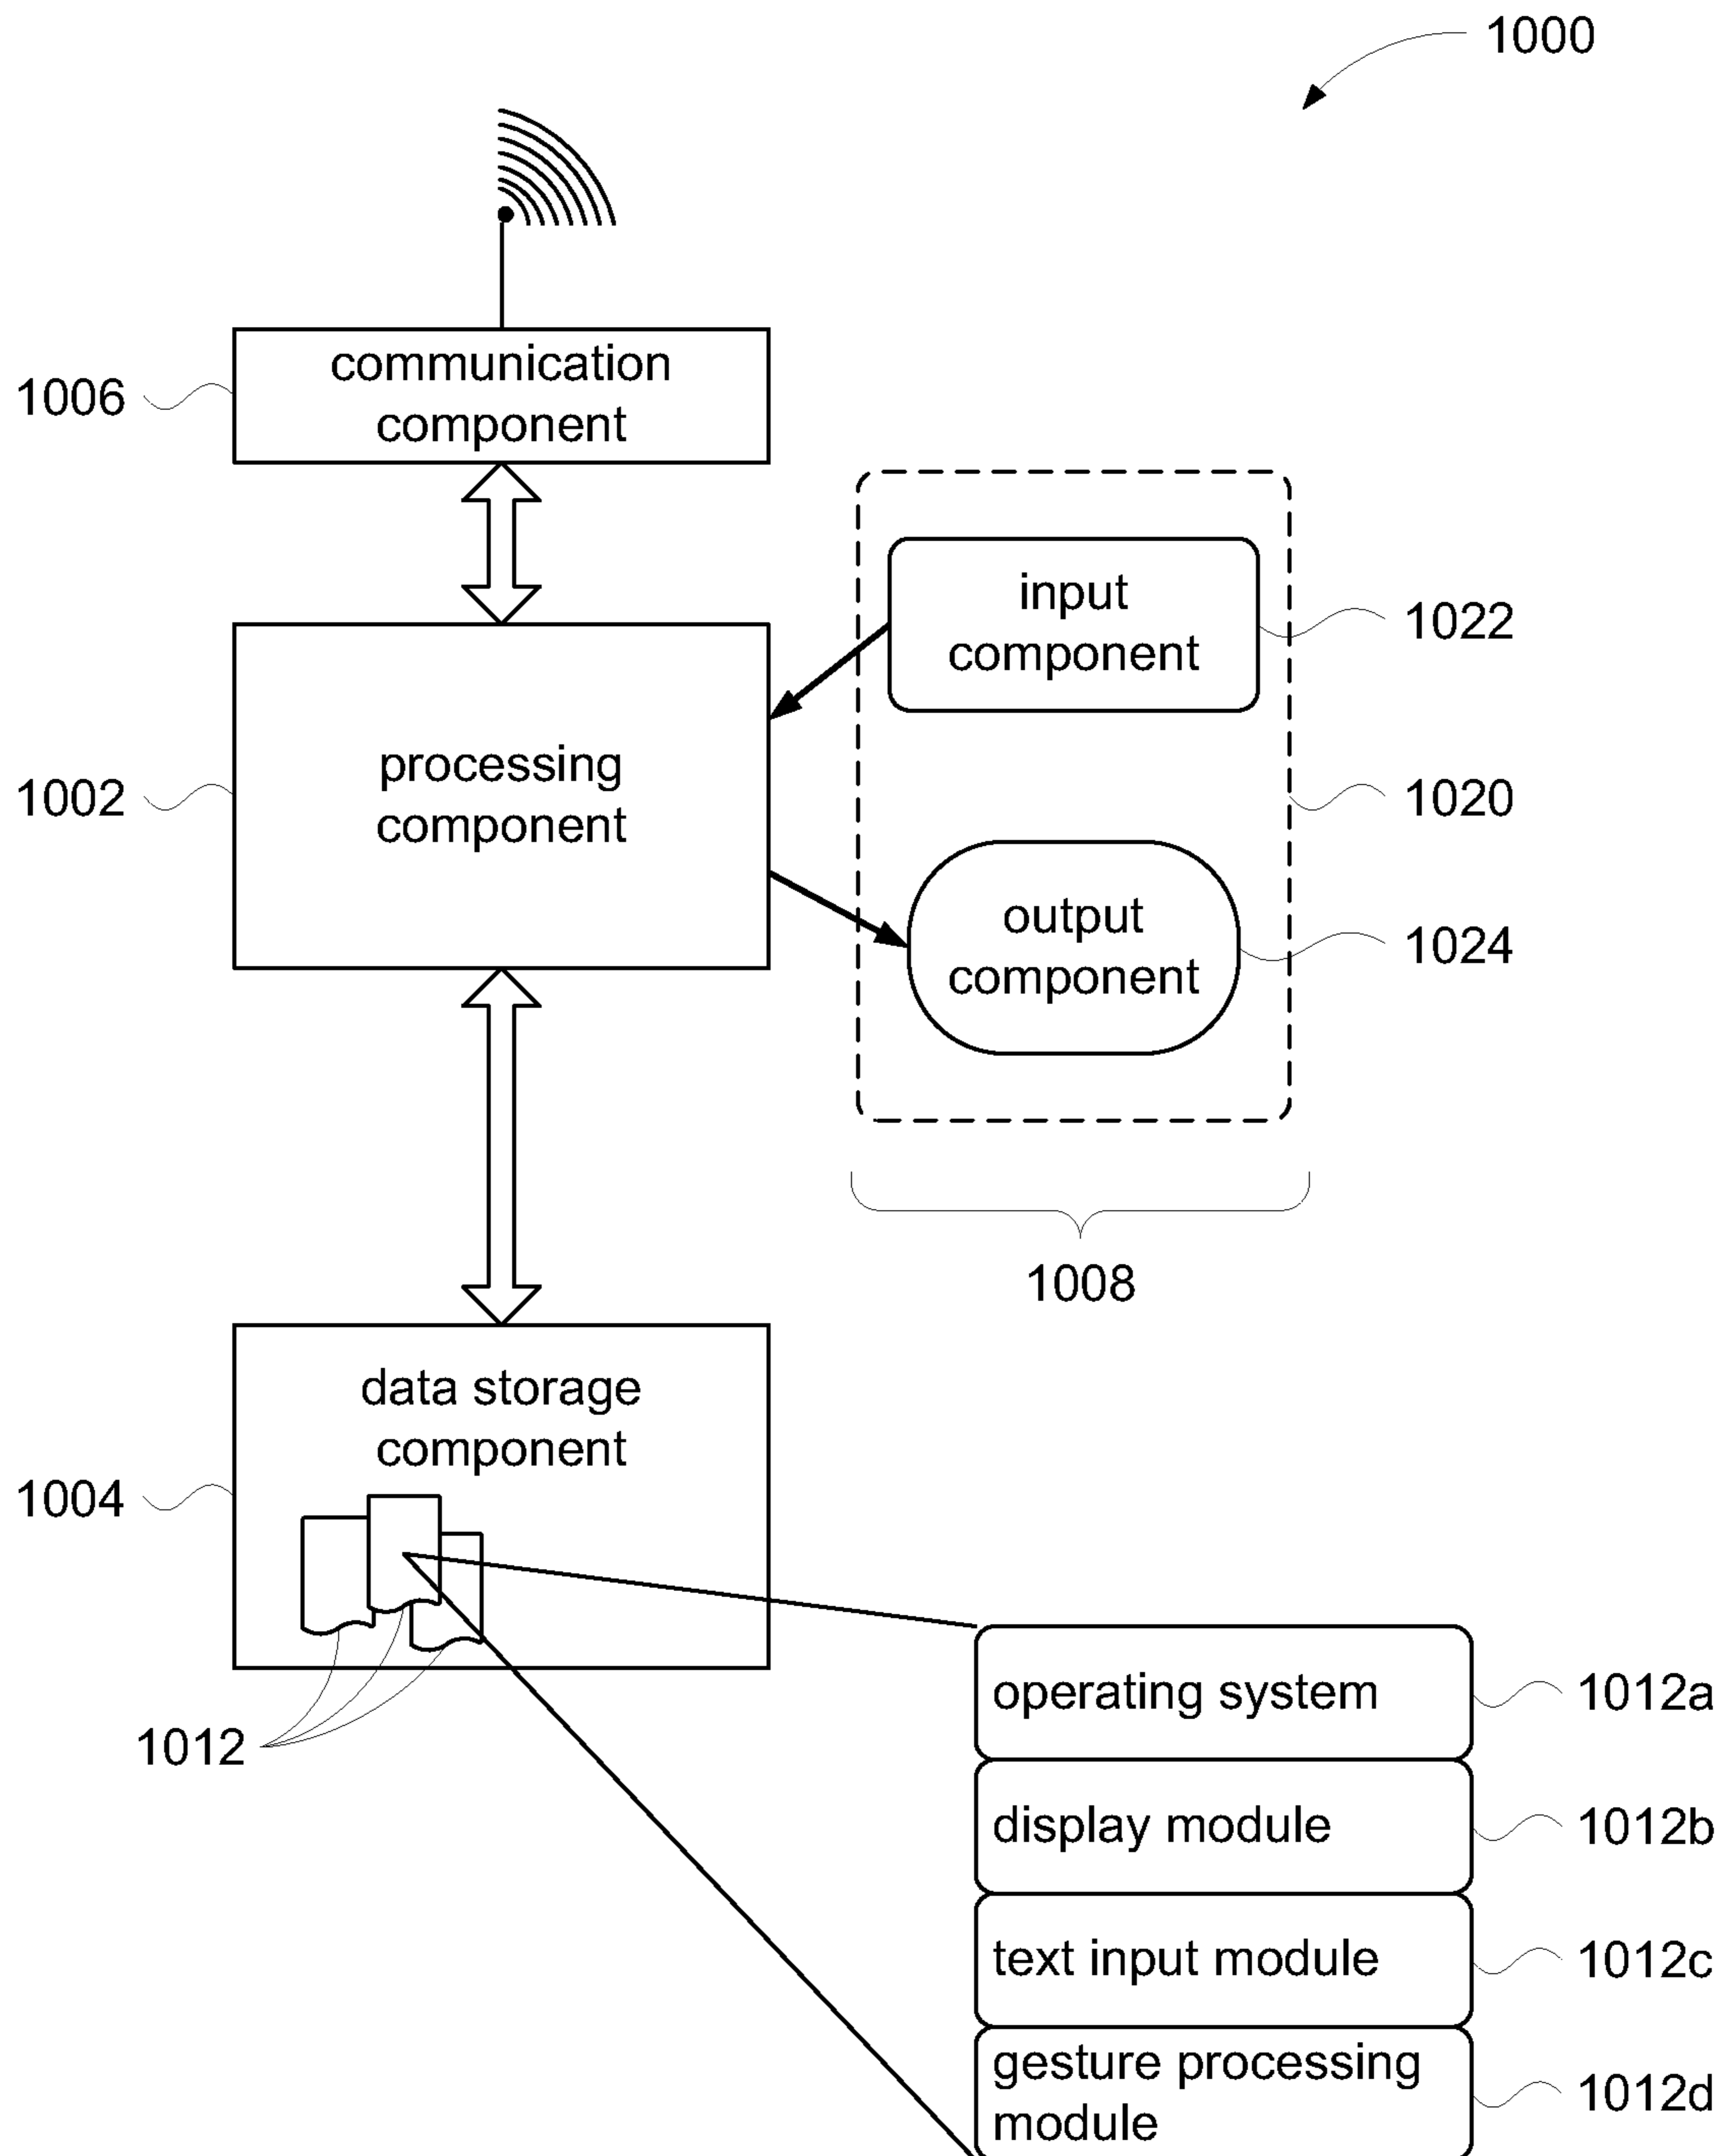 1000
communication
component
1006
input
component
1022
processing
component
1002
1020
output
component
1024
1008
data storage
component
1004
1012
operating system
1012a
display module
1012b
text input module
1012c
gesture processing
module
1012d